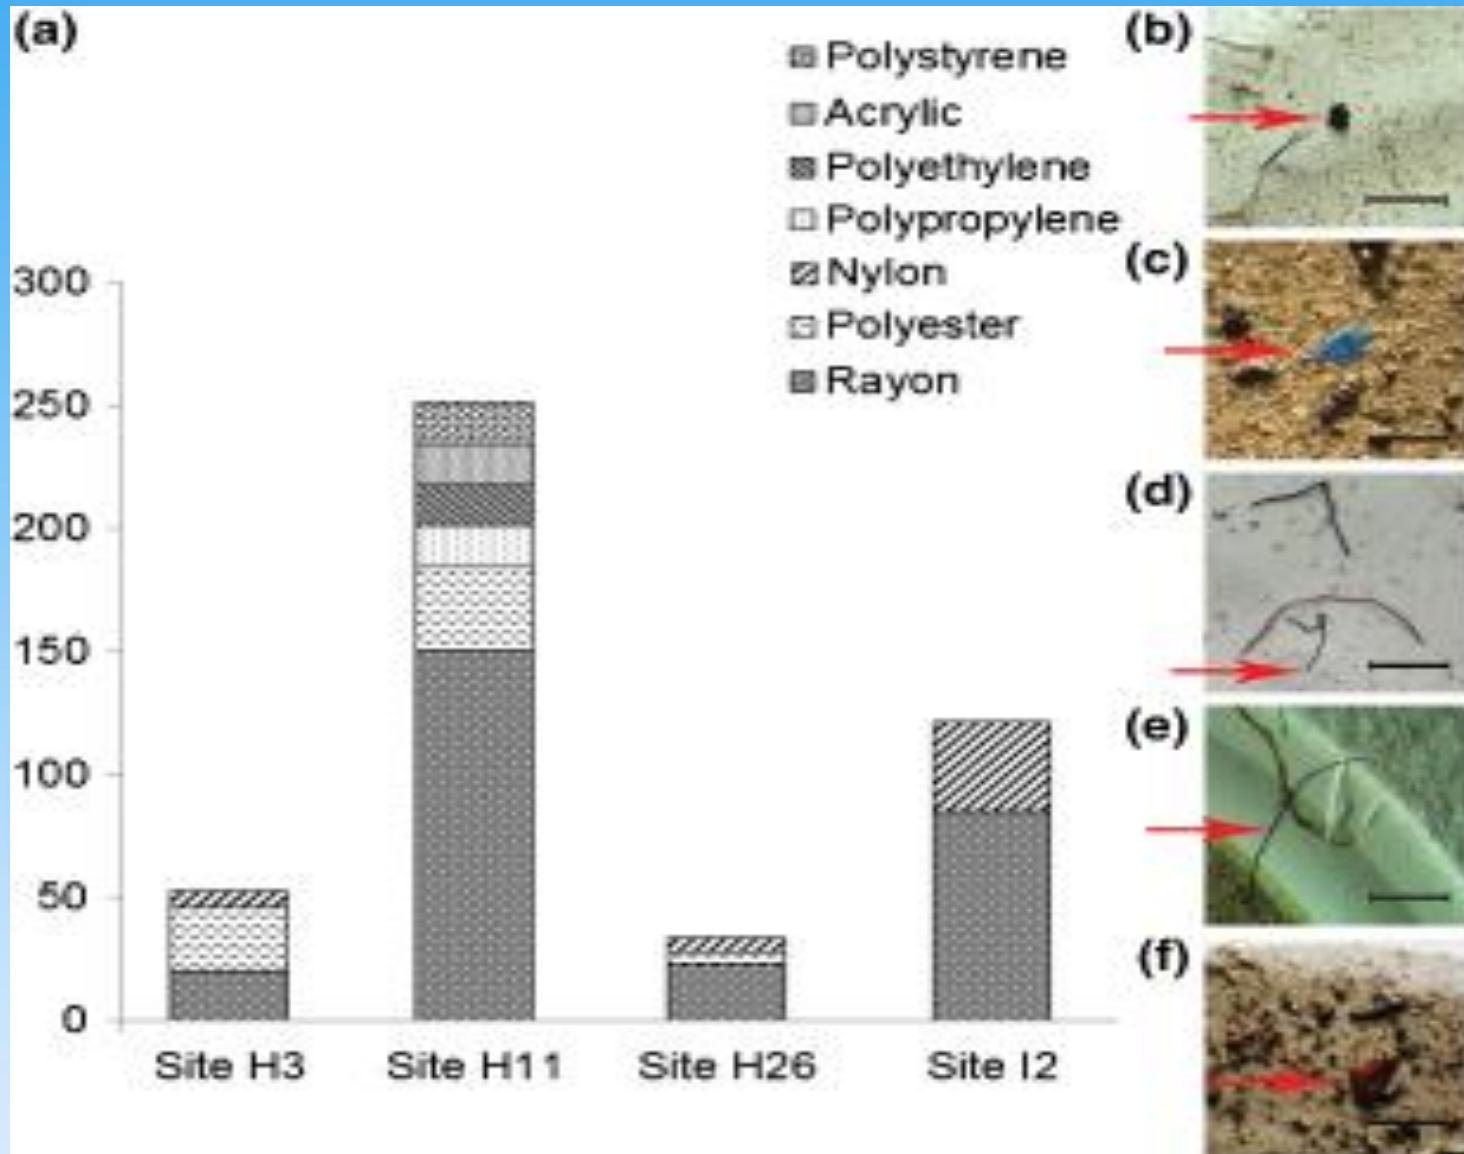 (a)
Polystyrene
Acrylic
Polyethylene
Polypropylene
Nylon
Polyester
Rayon
300
250
200
150
100
50
0
Site H3 Site H11 Site H26 Site I2
(b)
(c)
(d)
(e)
(f)